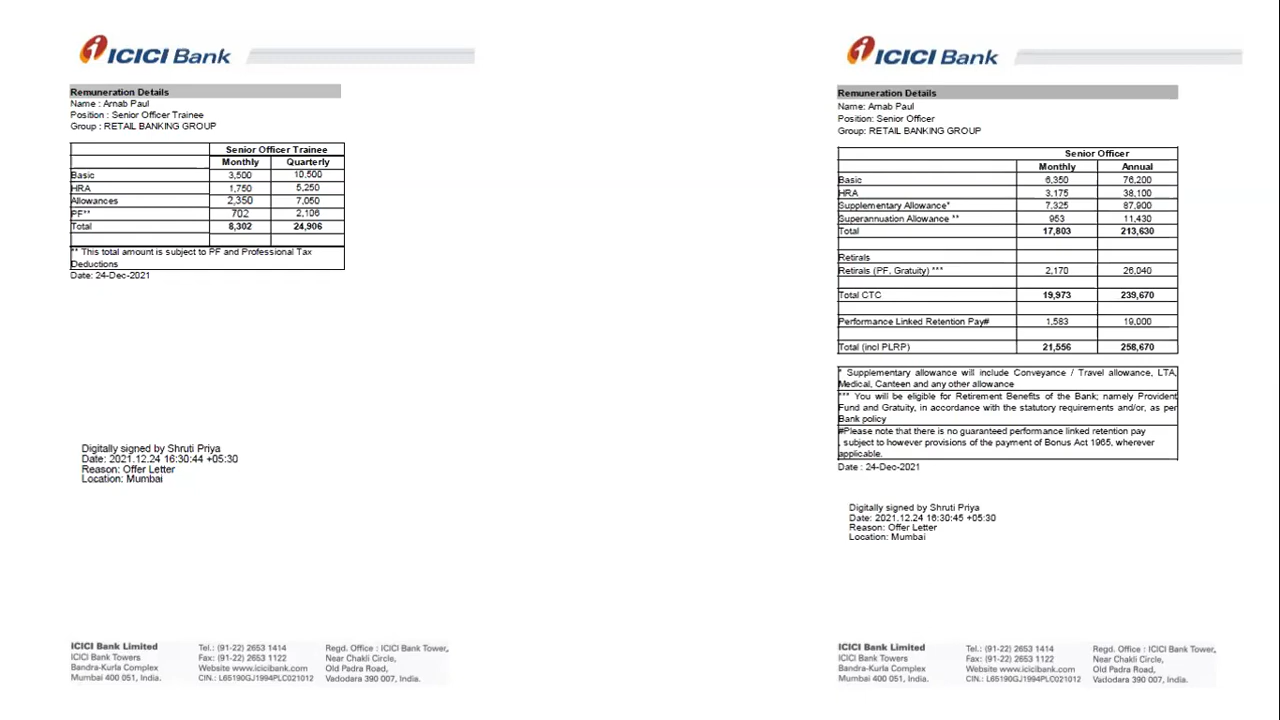 ICICI Bank
Remuneration Details
Name : Arnab Paul
Position : Senior Officer Trainee
Group : RETAIL BANKING GROUP
Senior Officer Trainee
Monthly Quarterly
Basic 3,500 10,500
HRA 1,750 5,250
Allowances 2,350 7,050
PF** 702 2,106
Total 8,302 24,906
** This total amount is subject to PF and Professional Tax
Deductions
Date: 24-Dec-2021
Digitally signed by Shruti Priya
Date: 2021.12.24 16:30:44 +05:30
Reason: Offer Letter
Location: Mumbai
ICICI Bank Limited
ICICI Bank Towers
Bandra-Kurla Complex
Mumbai 400 051, India.
Tel.: (91-22) 2653 1414
Fax: (91-22) 2653 1122
Website www.icicibank.com
CIN.: L65190GJ1994PLC021012
Regd. Office : ICICI Bank Tower,
Near Chakli Circle,
Old Padra Road,
Vadodara 390 007, India.
ICICI Bank
Remuneration Details
Name: Arnab Paul
Position: Senior Officer
Group: RETAIL BANKING GROUP
Senior Officer
Monthly Annual
Basic 6,350 76,200
HRA 3,175 38,100
Supplementary Allowance* 7,325 87,900
Superannuation Allowance ** 953 11,430
Total 17,803 213,630
Retirals
Retirals (PF, Gratuity) *** 2,170 26,040
Total CTC 19,973 239,670
Performance Linked Retention Pay# 1,583 19,000
Total (incl PLRP) 21,556 258,670
* Supplementary allowance will include Conveyance / Travel allowance, LTA,
Medical, Canteen and any other allowance
*** You will be eligible for Retirement Benefits of the Bank; namely Provident
Fund and Gratuity, in accordance with the statutory requirements and/or, as per
Bank policy
#Please note that there is no guaranteed performance linked retention pay
, subject to however provisions of the payment of Bonus Act 1965, wherever
applicable.
Date : 24-Dec-2021
Digitally signed by Shruti Priya
Date: 2021.12.24 16:30:45 +05:30
Reason: Offer Letter
Location: Mumbai
ICICI Bank Limited
ICICI Bank Towers
Bandra-Kurla Complex
Mumbai 400 051, India.
Tel.: (91-22) 2653 1414
Fax: (91-22) 2653 1122
Website www.icicibank.com
CIN.: L65190GJ1994PLC021012
Regd. Office : ICICI Bank Tower,
Near Chakli Circle,
Old Padra Road,
Vadodara 390 007, India.